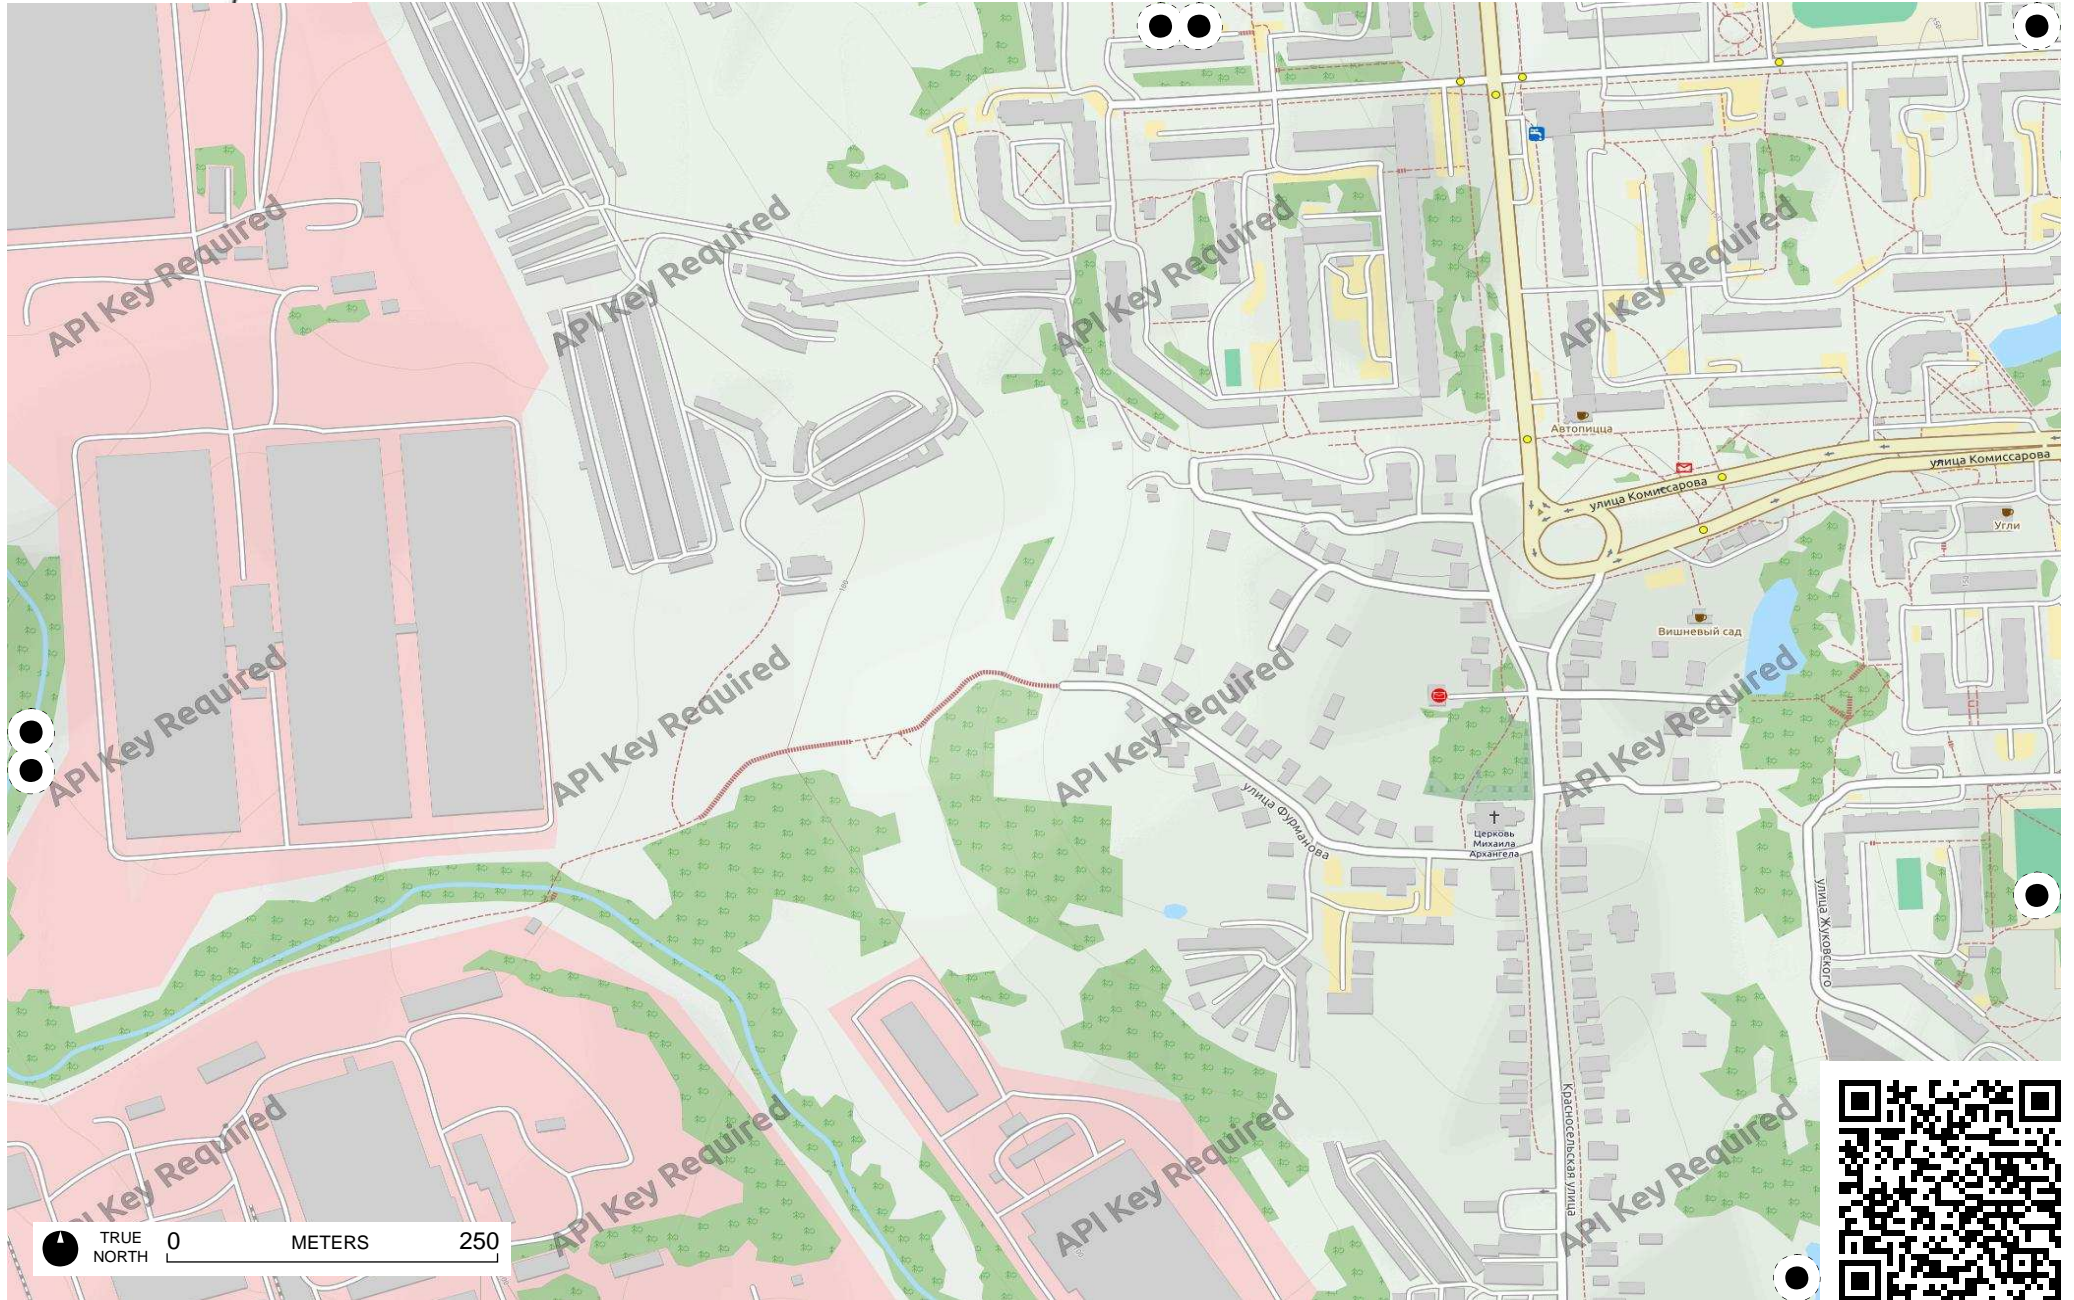 API Key Required
API Key Required
API Key Required
API Key Required
Автопицца
улица Комиссарова
улица Комиссарова
Угли
Вишневый сад
180
150
API Key Required
API Key Required
API Key Required
API Key Required
улица Фурманова
Церковь
Михаила
Архангела
улица Жуковского
Красносельская улица
API Key Required
API Key Required
API Key Required
API Key Required
TRUE
NORTH
0
METERS
250